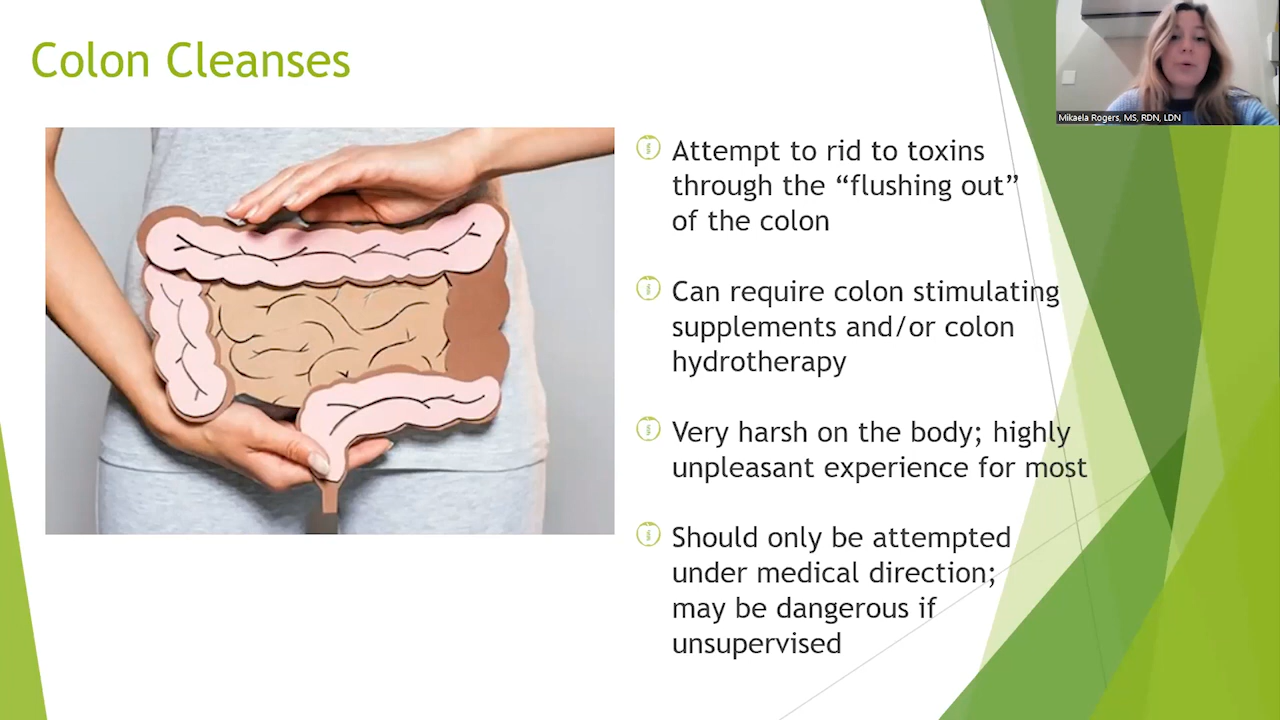 Colon Cleanses
Mikaela Rogers, MS, RDN, LDN
Attempt to rid to toxins
through the “flushing out”
of the colon
Can require colon stimulating
supplements and/or colon
hydrotherapy
Very harsh on the body; highly
unpleasant experience for most
Should only be attempted
under medical direction;
may be dangerous if
unsupervised